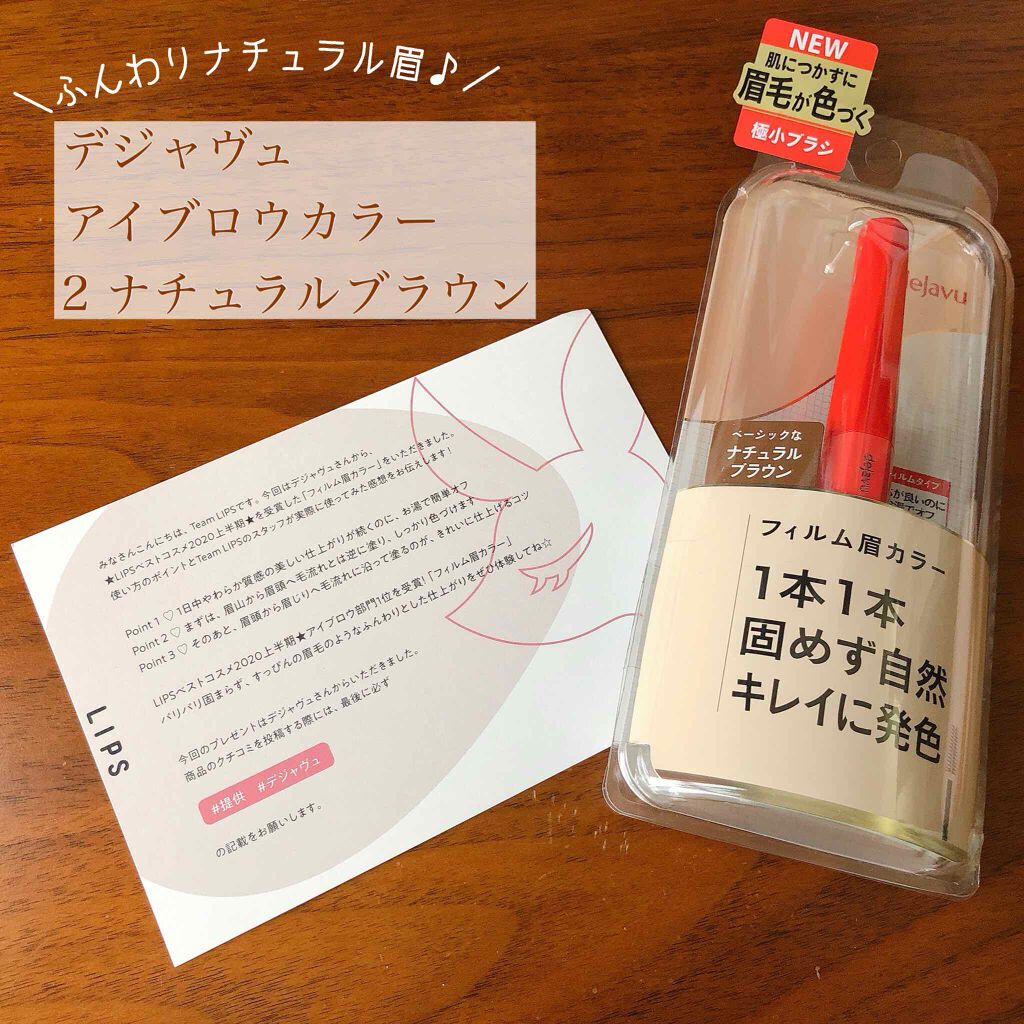 ＼ふんわりナチュラル眉♪／
デジャヴュ
アイブロウカラー
2 ナチュラルブラウン
NEW
肌につかずに
眉毛が色づく
極小ブラシ
dejavu
ベーシックな
ナチュラル
ブラウン
dejavu
フィルムタイプ
が良いのに
湯でオフ
フィルム眉カラー
1本1本
固めず自然
キレイに発色
みなさんこんにちは、Team LIPSです。今回はデジャヴュさんから、
★LIPSベストコスメ2020上半期★を受賞した「フィルム眉カラー」をいただきました。
使い方のポイントとTeam LIPSのスタッフが実際に使ってみた感想をお伝えします！
Point 1 ♡ 1日中やわらか質感の美しい仕上がりが続くのに、お湯で簡単オフ
Point 2 ♡ まずは、眉山から眉頭へ毛流れとは逆に塗り、しっかり色づけます
Point 3 ♡ そのあと、眉頭から眉じりへ毛流れに沿って塗るのが、きれいに仕上げるコツ
LIPSベストコスメ2020上半期★アイブロウ部門1位を受賞！「フィルム眉カラー」
バリバリ固まらず、すっぴんの眉毛のようなふんわりとした仕上がりをぜひ体験してね☆
今回のプレゼントはデジャヴュさんからいただきました。
商品のクチコミを投稿する際には、最後に必ず
#提供 #デジャヴュ
の記載をお願いします。
LIPS